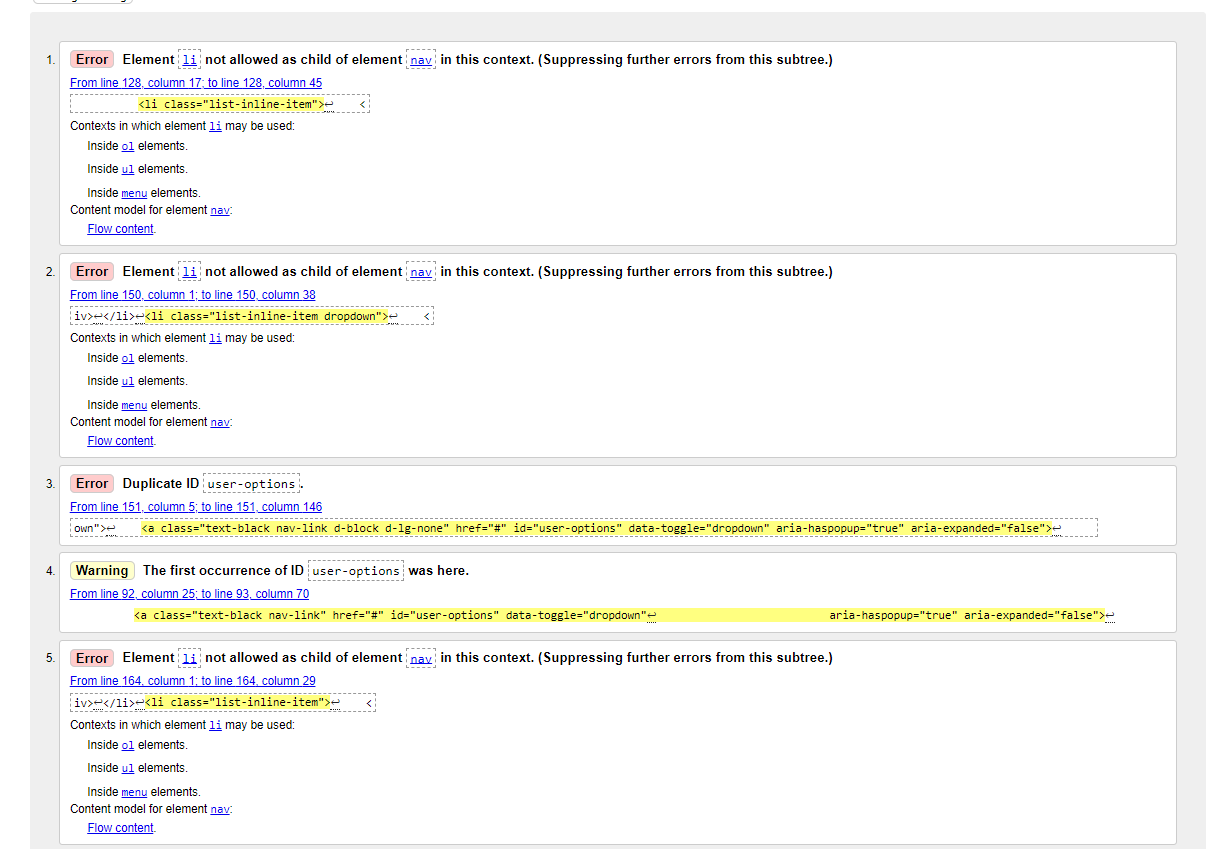 1. Error Element li not allowed as child of element nav in this context. (Suppressing further errors from this subtree.)
From line 128, column 17; to line 128, column 45
<li class="list-inline-item">↩ <
Contexts in which element li may be used:
Inside ol elements.
Inside ul elements.
Inside menu elements.
Content model for element nav:
Flow content.
2. Error Element li not allowed as child of element nav in this context. (Suppressing further errors from this subtree.)
From line 150, column 1; to line 150, column 38
iv>↩</li>↩<li class="list-inline-item dropdown">↩ <
Contexts in which element li may be used:
Inside ol elements.
Inside ul elements.
Inside menu elements.
Content model for element nav:
Flow content.
3. Error Duplicate ID user-options.
From line 151, column 5; to line 151, column 146
own">↩ <a class="text-black nav-link d-block d-lg-none" href="#" id="user-options" data-toggle="dropdown" aria-haspopup="true" aria-expanded="false">↩
4. Warning The first occurrence of ID user-options was here.
From line 92, column 25; to line 93, column 70
<a class="text-black nav-link" href="#" id="user-options" data-toggle="dropdown"↩ aria-haspopup="true" aria-expanded="false">↩
5. Error Element li not allowed as child of element nav in this context. (Suppressing further errors from this subtree.)
From line 164, column 1; to line 164, column 29
iv>↩</li>↩<li class="list-inline-item">↩ <
Contexts in which element li may be used:
Inside ol elements.
Inside ul elements.
Inside menu elements.
Content model for element nav:
Flow content.